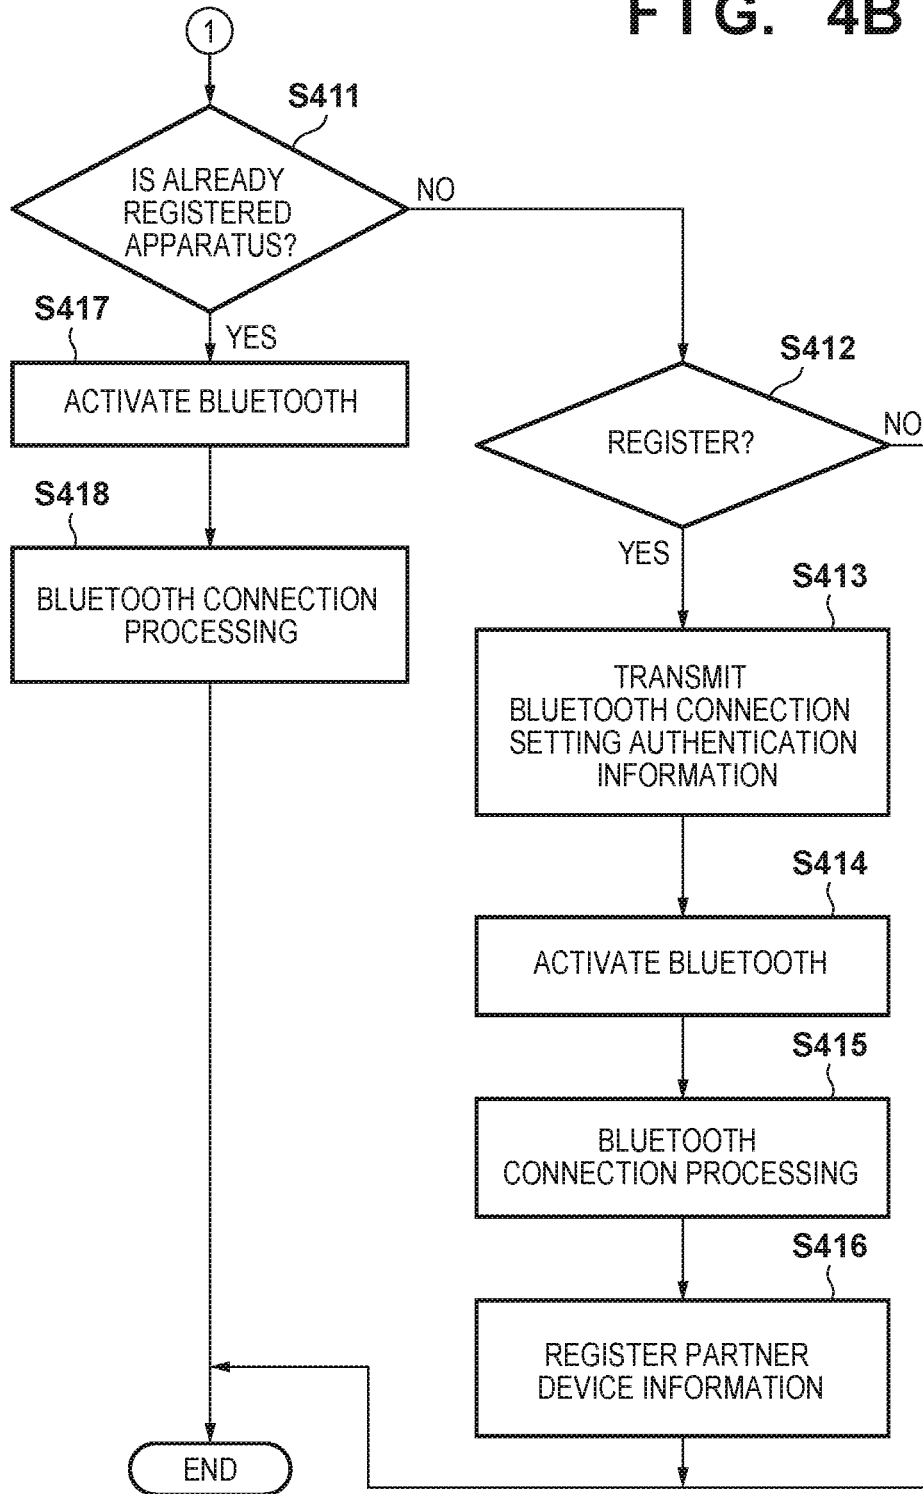 FIG. 4B
1
S411
IS ALREADY
REGISTERED
APPARATUS?
NO
YES
S417
ACTIVATE BLUETOOTH
S418
BLUETOOTH CONNECTION
PROCESSING
S412
REGISTER?
NO
YES
S413
TRANSMIT
BLUETOOTH CONNECTION
SETTING AUTHENTICATION
INFORMATION
S414
ACTIVATE BLUETOOTH
S415
BLUETOOTH
CONNECTION PROCESSING
S416
REGISTER PARTNER
DEVICE INFORMATION
END